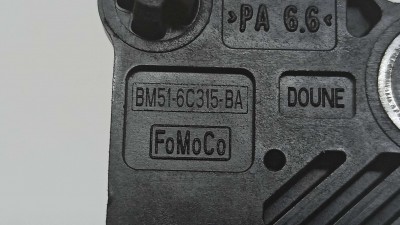 >PA 6.6<
BM51-6C315-BA
DOUNE
FoMoCo